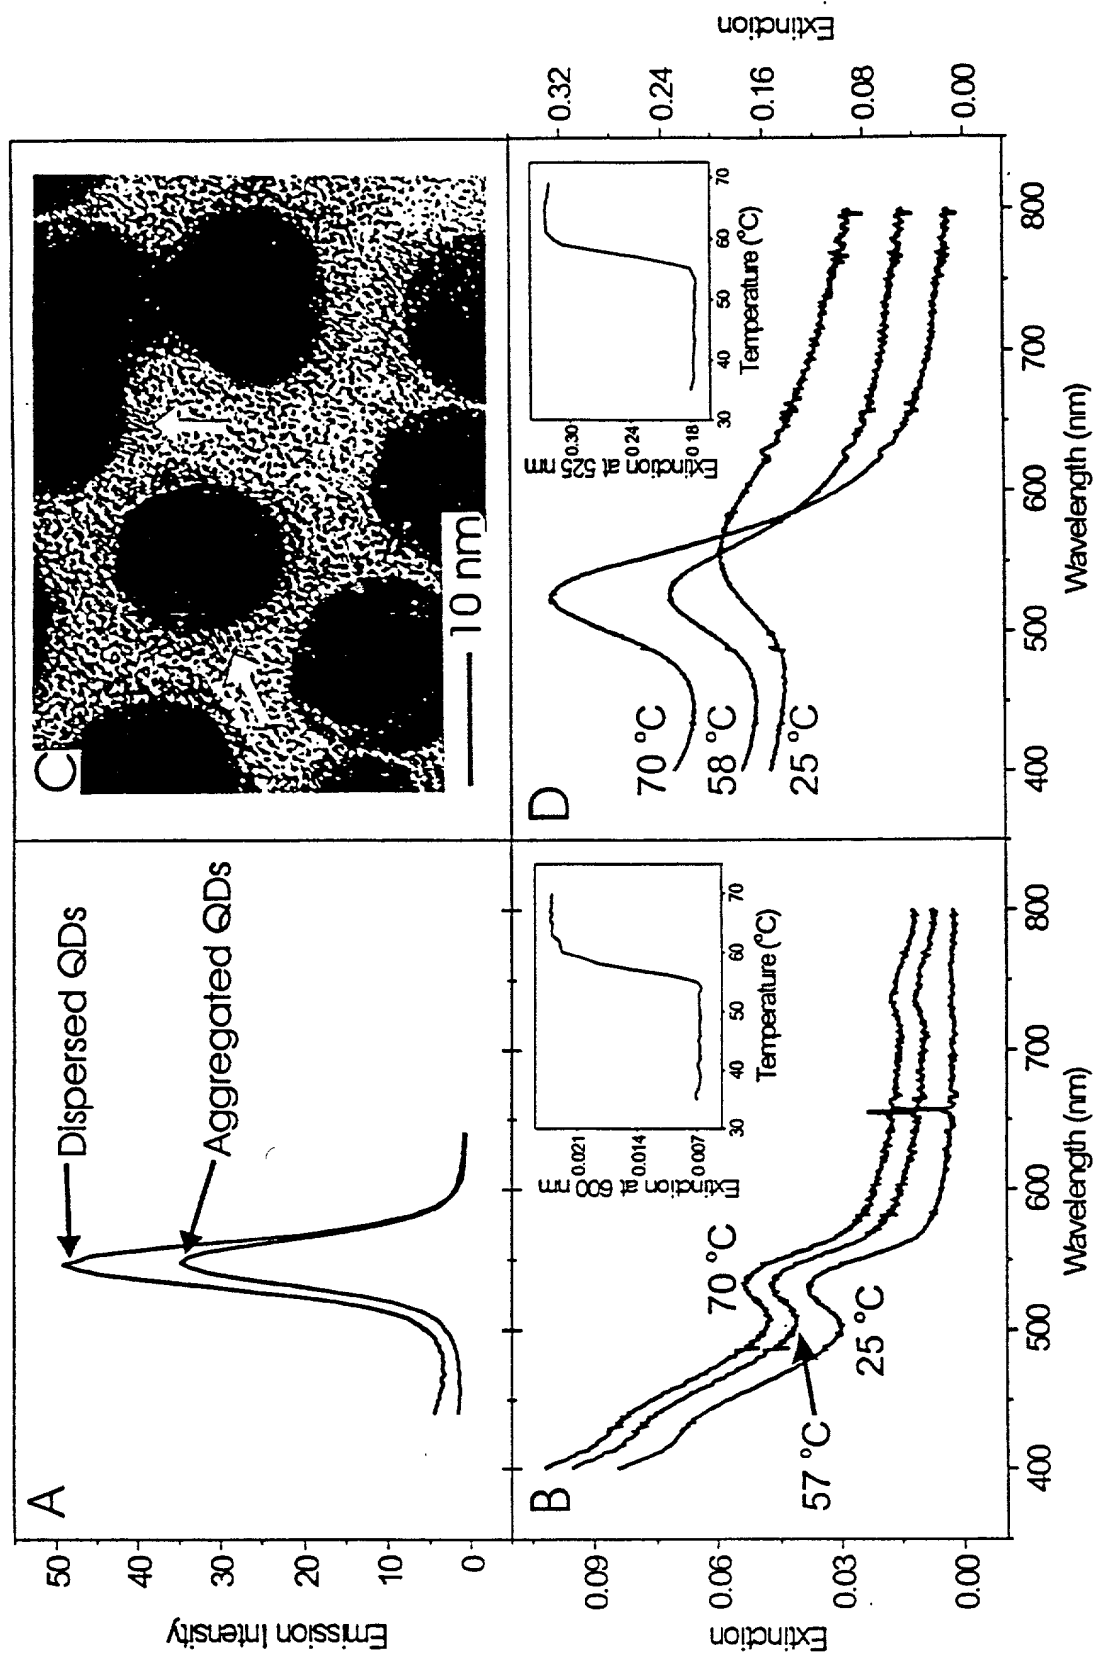 A
Dispersed QDs
Aggregated QDs
50
40
30
20
10
0
Emission Intensity
C
10 nm
B
70 °C
57 °C
25 °C
0.09
0.06
0.03
0.00
Extinction
400
500
600
700
800
Wavelength (nm)
Extinction at 600 nm
0.021
0.014
0.007
30
40
50
60
70
Temperature (°C)
D
70 °C
58 °C
25 °C
400
500
600
700
800
Wavelength (nm)
Extinction
0.32
0.24
0.16
0.08
0.00
Extinction at 525 nm
0.30
0.24
0.18
30
40
50
60
70
Temperature (°C)